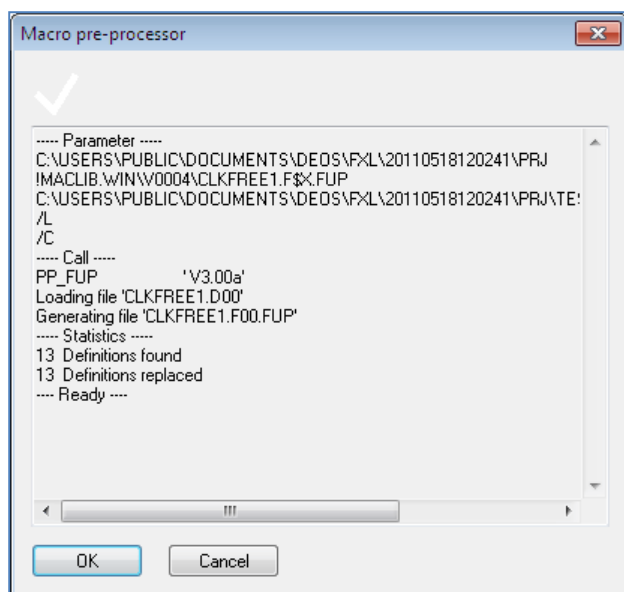 Macro pre-processor
----- Parameter -----
C:\USERS\PUBLIC\DOCUMENTS\DEOS\FXL\20110518120241\PRJ
!MACLIB.WIN\V0004\CLKFREE1.F$X.FUP
C:\USERS\PUBLIC\DOCUMENTS\DEOS\FXL\20110518120241\PRJ\TES
/L
/C
----- Call -----
PP_FUP 'V3.00a'
Loading file 'CLKFREE1.D00'
Generating file 'CLKFREE1.F00.FUP'
----- Statistics -----
13 Definitions found
13 Definitions replaced
---- Ready ----
OK
Cancel